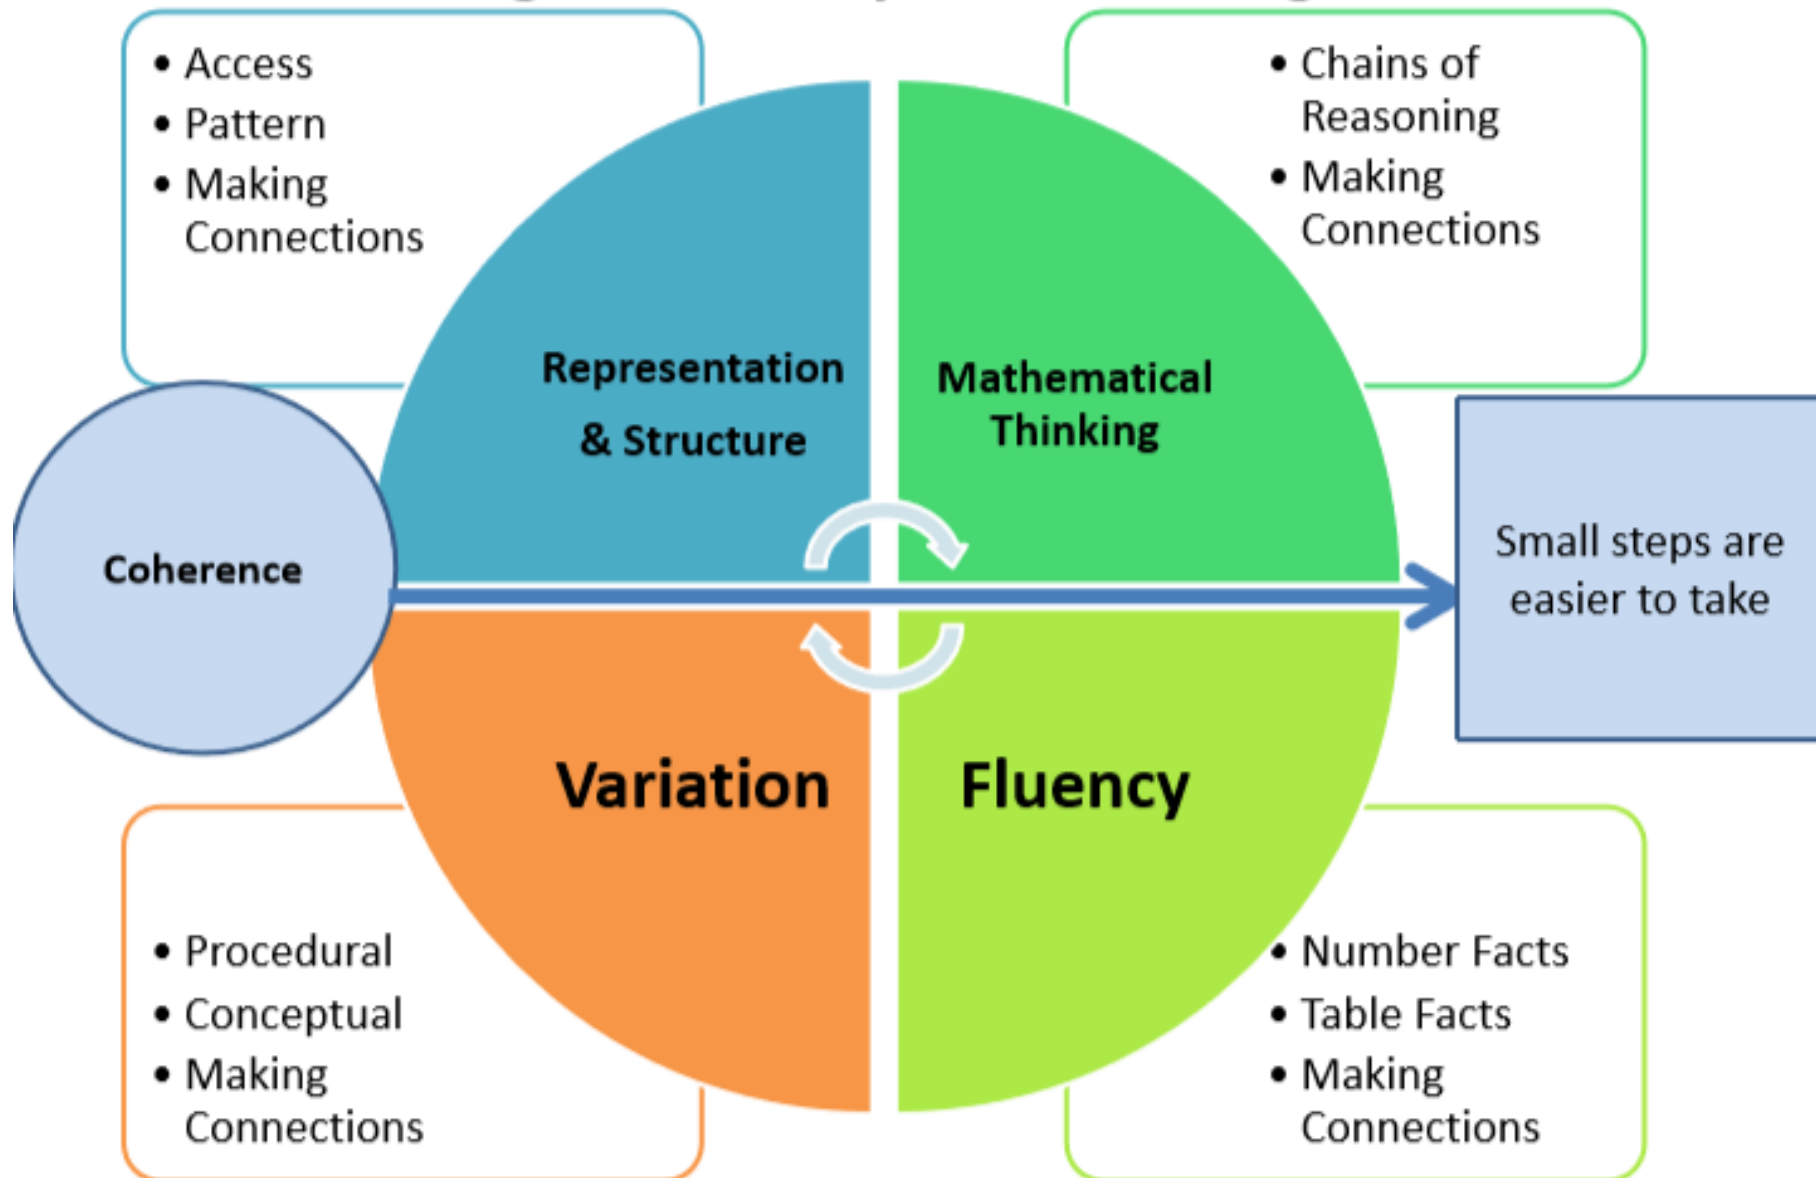 • Access
• Pattern
• Making
Connections
• Chains of
Reasoning
• Making
Connections
Representation
& Structure
Mathematical
Thinking
Coherence
Small steps are
easier to take
Variation
Fluency
• Procedural
• Conceptual
• Making
Connections
• Number Facts
• Table Facts
• Making
Connections